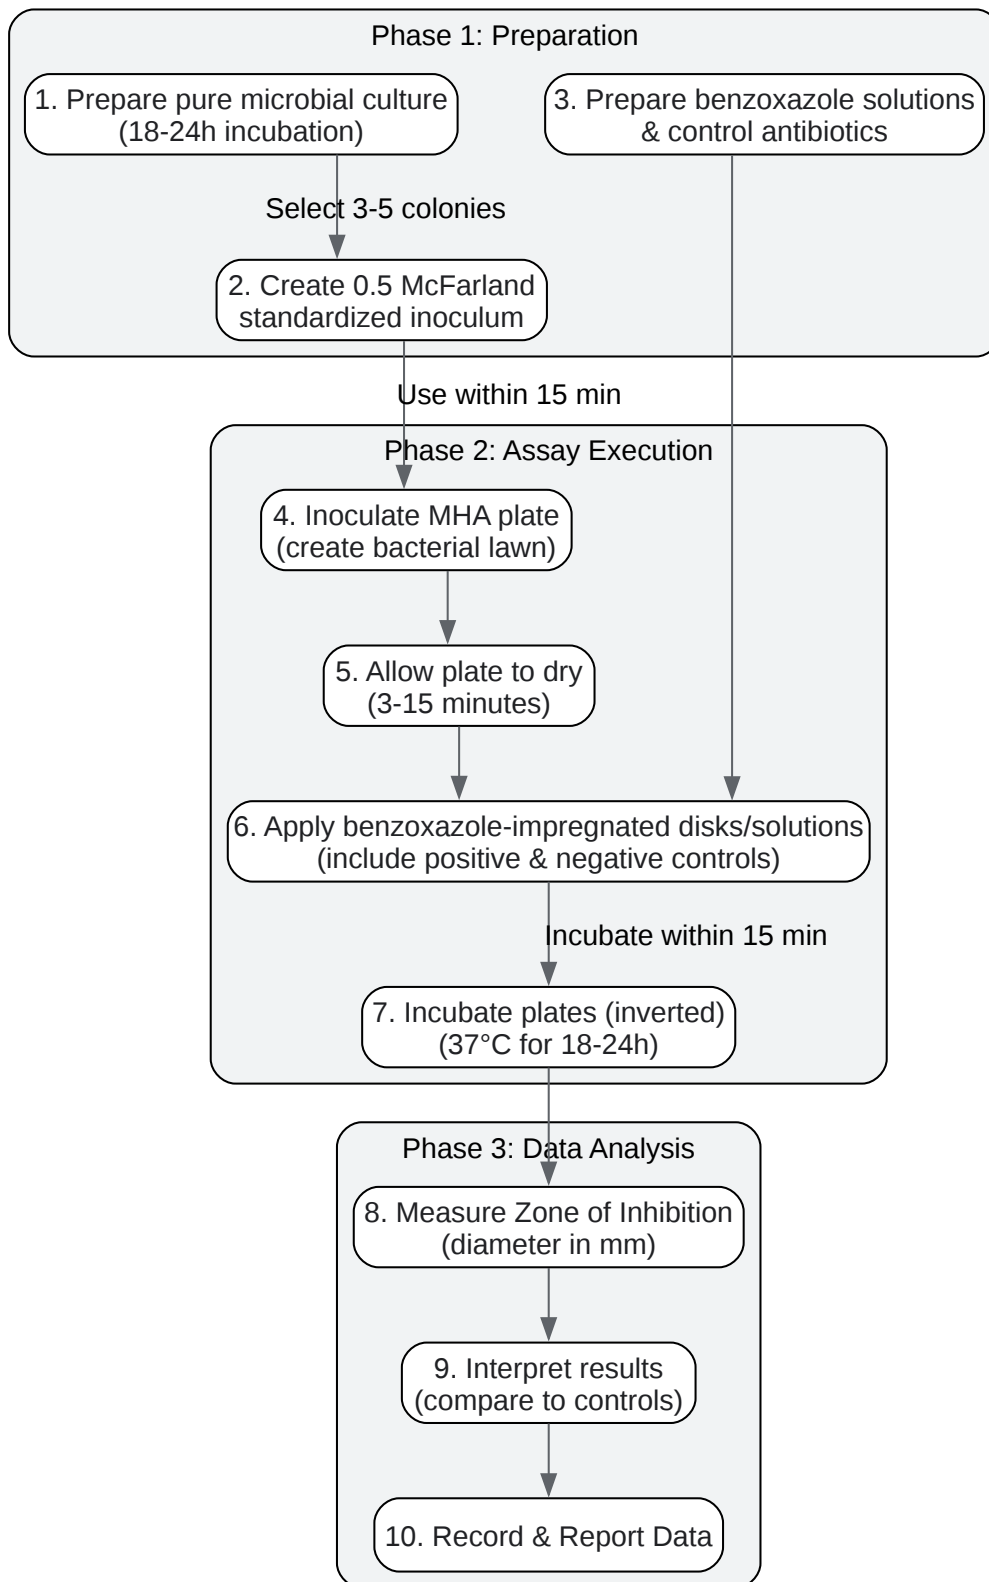 Phase 1: Preparation
1. Prepare pure microbial culture
(18-24h incubation)
3. Prepare benzoxazole solutions
& control antibiotics
Select 3-5 colonies
2. Create 0.5 McFarland
standardized inoculum
Use within 15 min
Phase 2: Assay Execution
4. Inoculate MHA plate
(create bacterial lawn)
5. Allow plate to dry
(3-15 minutes)
6. Apply benzoxazole-impregnated disks/solutions
(include positive & negative controls)
Incubate within 15 min
7. Incubate plates (inverted)
(37°C for 18-24h)
Phase 3: Data Analysis
8. Measure Zone of Inhibition
(diameter in mm)
9. Interpret results
(compare to controls)
10. Record & Report Data